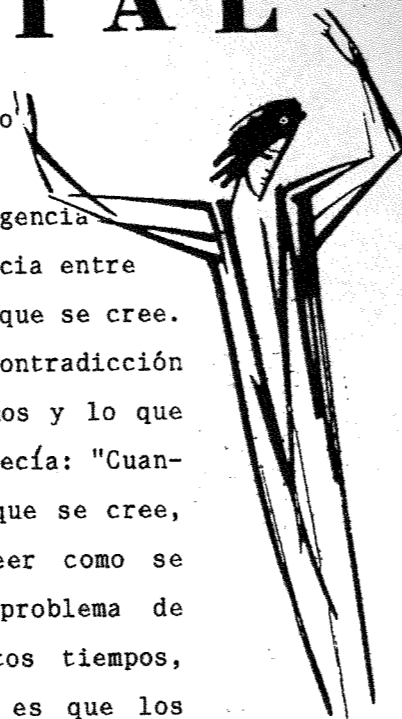 TAL
o
gencia
cia entre
que se cree.
ontradicción
os y lo que
ecía: "Cuan-
que se cree,
eer como se
problema de
tos tiempos,
es que los